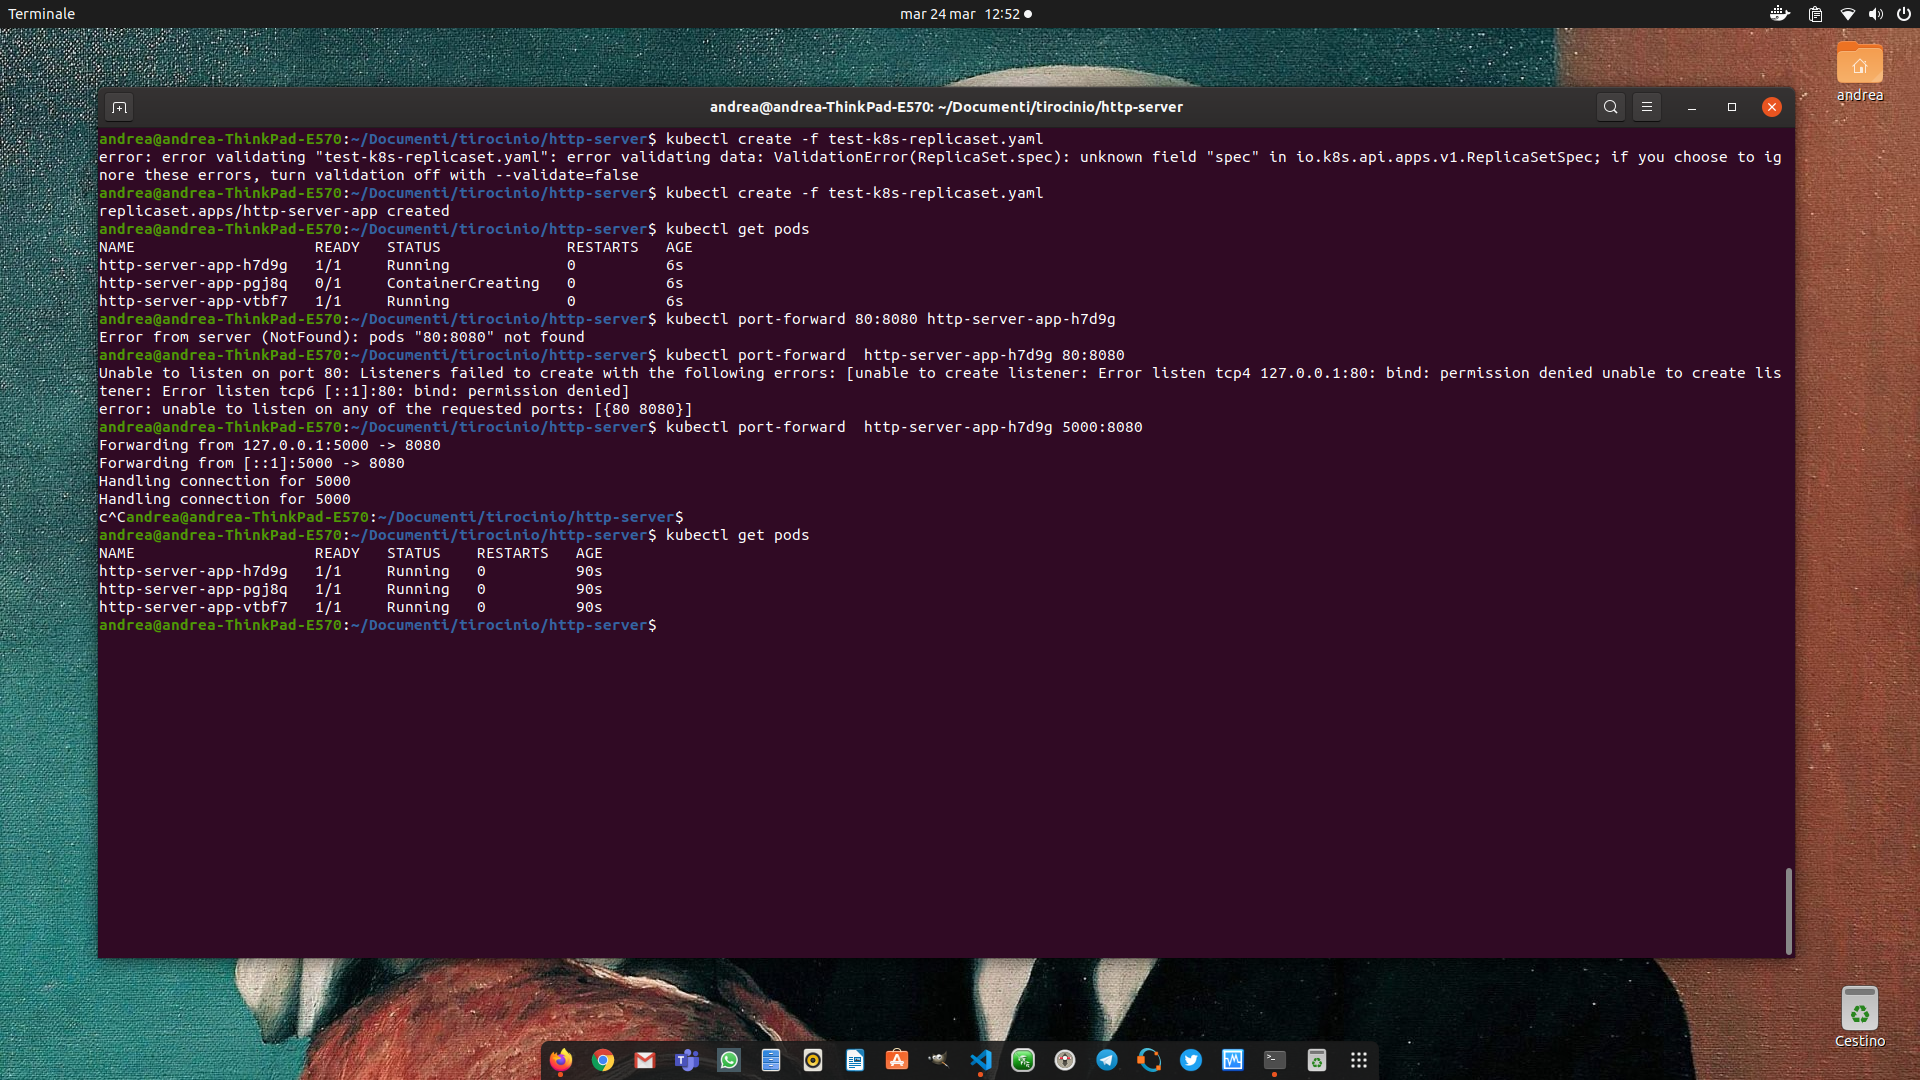 Terminale
mar 24 mar 12:52
andrea
andrea@andrea-ThinkPad-E570: ~/Documenti/tirocinio/http-server
andrea@andrea-ThinkPad-E570:~/Documenti/tirocinio/http-server$ kubectl create -f test-k8s-replicaset.yaml
error: error validating "test-k8s-replicaset.yaml": error validating data: ValidationError(ReplicaSet.spec): unknown field "spec" in io.k8s.api.apps.v1.ReplicaSetSpec; if you choose to ig
nore these errors, turn validation off with --validate=false
andrea@andrea-ThinkPad-E570:~/Documenti/tirocinio/http-server$ kubectl create -f test-k8s-replicaset.yaml
replicaset.apps/http-server-app created
andrea@andrea-ThinkPad-E570:~/Documenti/tirocinio/http-server$ kubectl get pods
NAME                    READY   STATUS              RESTARTS   AGE
http-server-app-h7d9g   1/1     Running             0          6s
http-server-app-pgj8q   0/1     ContainerCreating   0          6s
http-server-app-vtbf7   1/1     Running             0          6s
andrea@andrea-ThinkPad-E570:~/Documenti/tirocinio/http-server$ kubectl port-forward 80:8080 http-server-app-h7d9g
Error from server (NotFound): pods "80:8080" not found
andrea@andrea-ThinkPad-E570:~/Documenti/tirocinio/http-server$ kubectl port-forward  http-server-app-h7d9g 80:8080
Unable to listen on port 80: Listeners failed to create with the following errors: [unable to create listener: Error listen tcp4 127.0.0.1:80: bind: permission denied unable to create lis
tener: Error listen tcp6 [::1]:80: bind: permission denied]
error: unable to listen on any of the requested ports: [{80 8080}]
andrea@andrea-ThinkPad-E570:~/Documenti/tirocinio/http-server$ kubectl port-forward  http-server-app-h7d9g 5000:8080
Forwarding from 127.0.0.1:5000 -> 8080
Forwarding from [::1]:5000 -> 8080
Handling connection for 5000
Handling connection for 5000
c^Candrea@andrea-ThinkPad-E570:~/Documenti/tirocinio/http-server$
andrea@andrea-ThinkPad-E570:~/Documenti/tirocinio/http-server$ kubectl get pods
NAME                    READY   STATUS    RESTARTS   AGE
http-server-app-h7d9g   1/1     Running   0          90s
http-server-app-pgj8q   1/1     Running   0          90s
http-server-app-vtbf7   1/1     Running   0          90s
andrea@andrea-ThinkPad-E570:~/Documenti/tirocinio/http-server$
Cestino